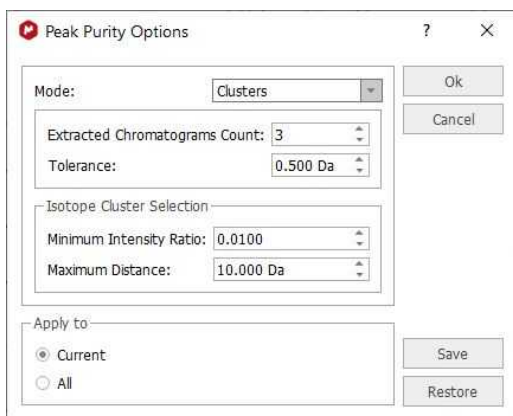 Peak Purity Options
?
Mode: Clusters
Ok
Cancel
Extracted Chromatograms Count: 3
Tolerance: 0.500 Da
Isotope Cluster Selection
Minimum Intensity Ratio: 0.0100
Maximum Distance: 10.000 Da
Apply to
Current
All
Save
Restore